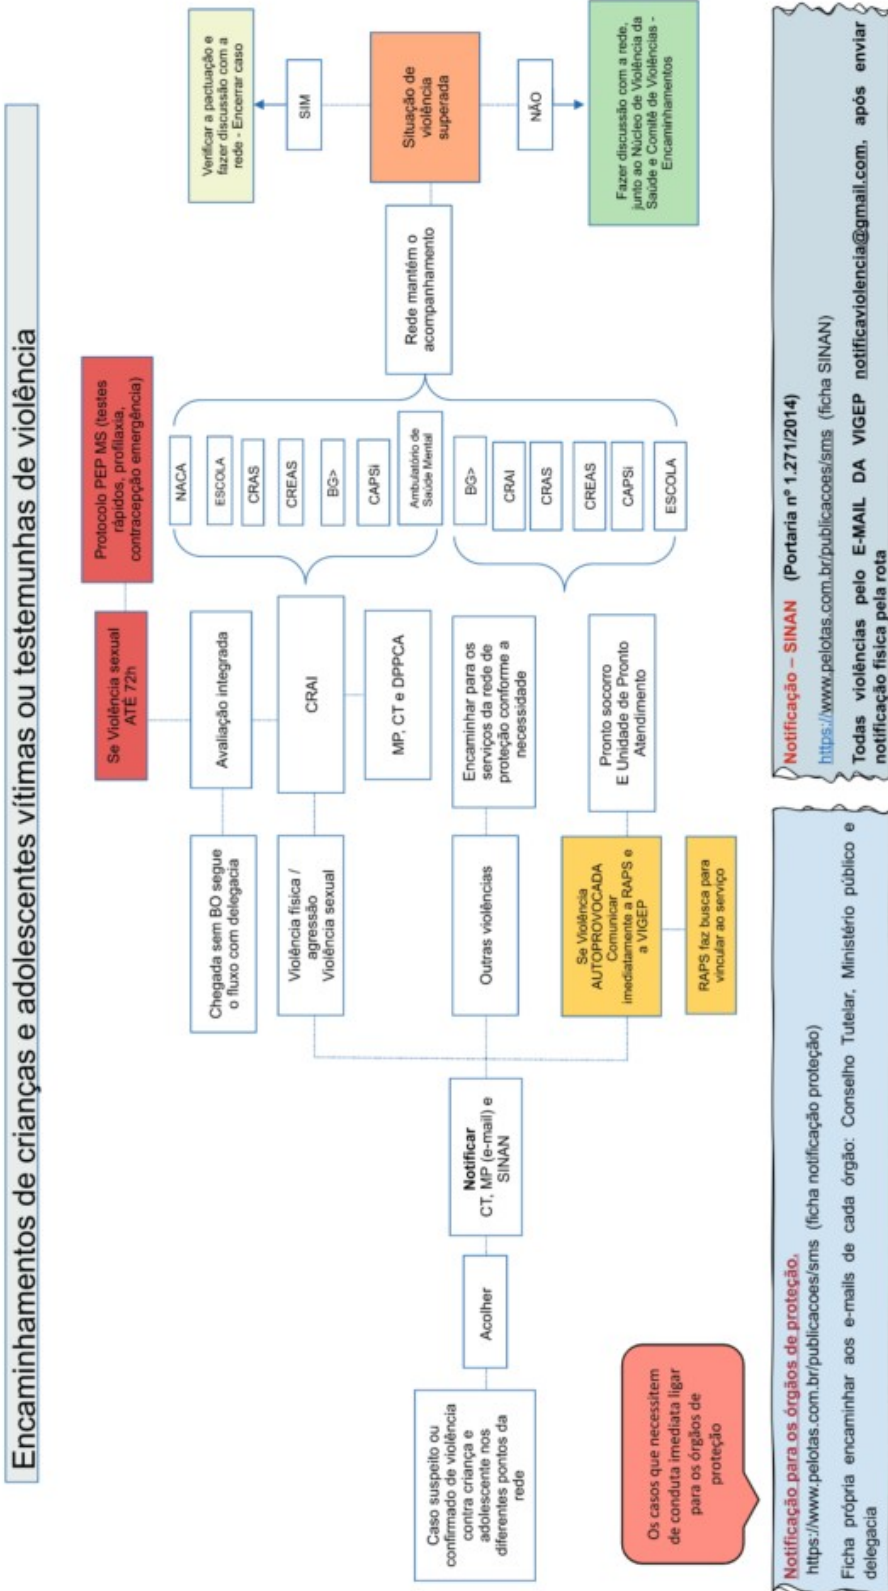 Encaminhamentos de crianças e adolescentes vítimas ou testemunhas de violência
Caso suspeito ou
confirmado de violência
contra criança e
adolescente nos
diferentes pontos da
rede
Acolher
Notificar
CT, MP (e-mail) e
SINAN
Chegada sem BO segue
o fluxo com delegacia
Violência física /
agressão
Violência sexual
Outras violências
Se Violência
AUTOPROVOCADA
Comunicar
imediatamente a RAPS e
a VIGEP
RAPS faz busca para
vincular ao serviço
Se Violência sexual
ATÉ 72h
Protocolo PEP MS (testes
rápidos, profilaxia,
contracepção emergência)
Avaliação integrada
CRAI
MP, CT e DPPCA
Encaminhar para os
serviços da rede de
proteção conforme a
necessidade
Pronto socorro
E Unidade de Pronto
Atendimento
NACA
ESCOLA
CRAS
CREAS
BG>
CAPSi
Ambulatório de
Saúde Mental
BG>
CRAI
CRAS
CREAS
CAPSi
ESCOLA
Rede mantém o
acompanhamento
Situação de
violência
superada
SIM
Verificar a pactuação e
fazer discussão com a
rede - Encerrar caso
NÃO
Fazer discussão com a rede,
junto ao Núcleo de Violência da
Saúde e Comitê de Violências -
Encaminhamentos
Os casos que necessitem
de conduta imediata ligar
para os órgãos de
proteção
Notificação para os órgãos de proteção.
https://www.pelotas.com.br/publicacoes/sms (ficha notificação proteção)
Ficha própria encaminhar aos e-mails de cada órgão: Conselho Tutelar, Ministério público e
delegacia
Notificação – SINAN (Portaria nº 1.271/2014)
https://www.pelotas.com.br/publicacoes/sms (ficha SINAN)
Todas violências pelo E-MAIL DA VIGEP notificaviolencia@gmail.com, após enviar
notificação física pela rota